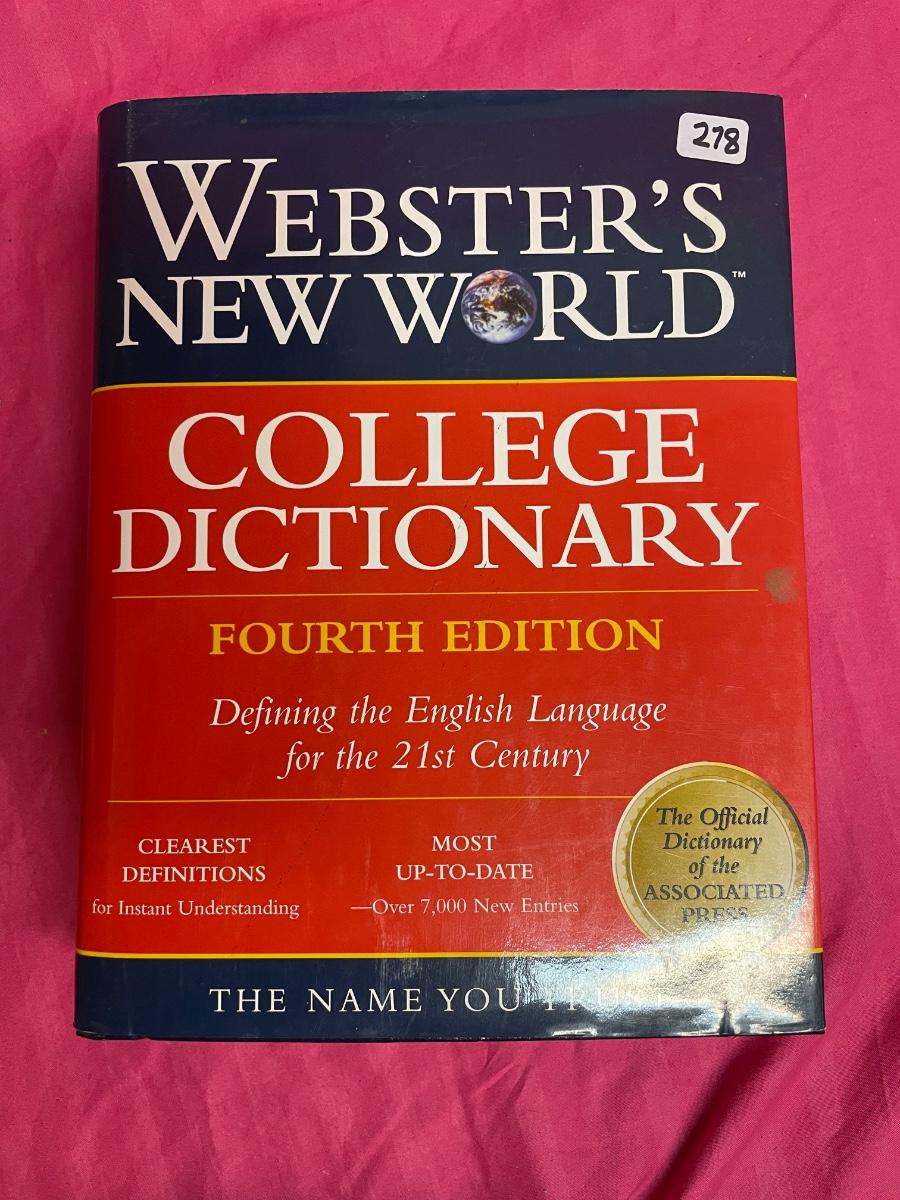 278
WEBSTER'S
NEW WORLD™
COLLEGE
DICTIONARY
FOURTH EDITION
Defining the English Language
for the 21st Century
CLEAREST
DEFINITIONS
for Instant Understanding
MOST
UP-TO-DATE
—Over 7,000 New Entries
The Official
Dictionary
of the
ASSOCIATED
PRESS
THE NAME YOU TRUST